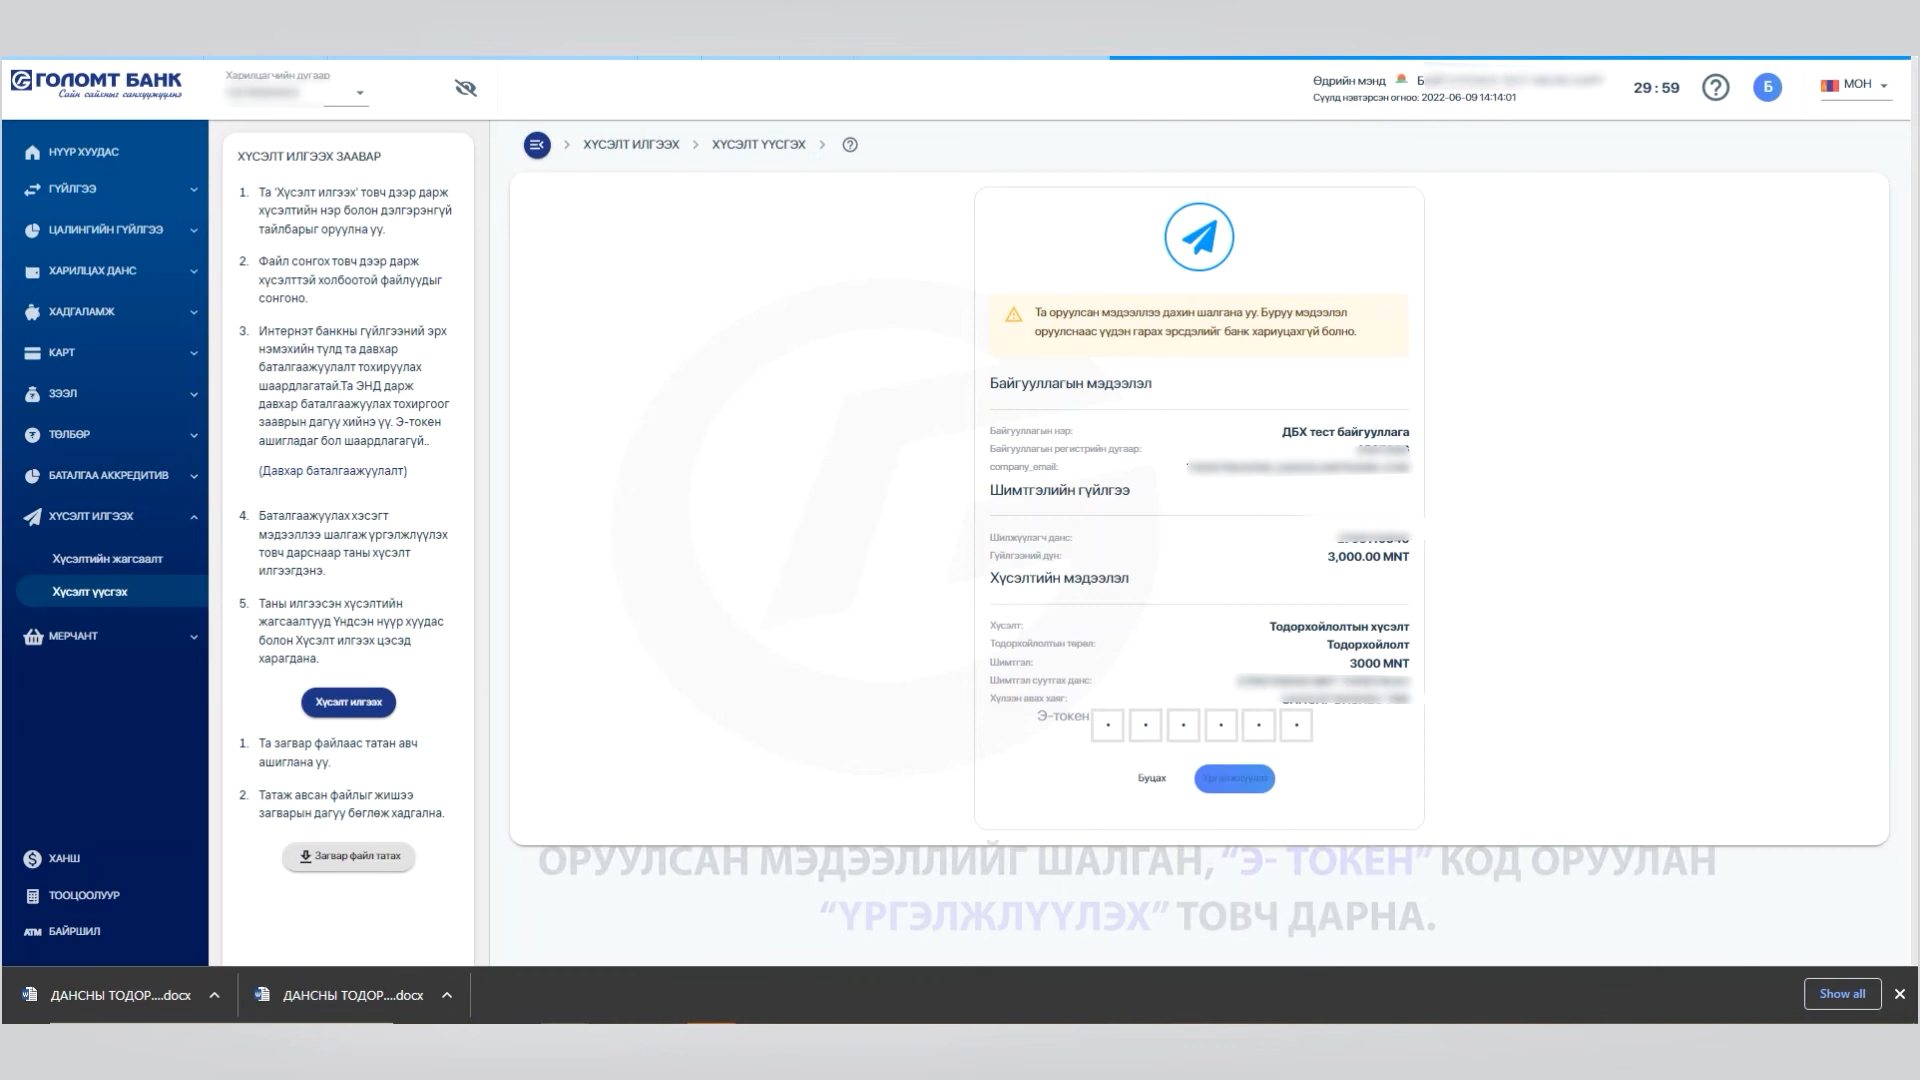 ГОЛОМТ БАНК
Сайн сайхныг санхүүжүүлнэ
Харилцагчийн дугаар
Өдрийн мэнд Б
Сүүлд нэвтэрсэн огноо: 2022-06-09 14:14:01
29 : 59
Б
МОН
НҮҮР ХУУДАС
ГҮЙЛГЭЭ
ЦАЛИНГИЙН ГҮЙЛГЭЭ
ХАРИЛЦАХ ДАНС
ХАДГАЛАМЖ
КАРТ
ЗЭЭЛ
ТӨЛБӨР
БАТАЛГАА АККРЕДИТИВ
ХҮСЭЛТ ИЛГЭЭХ
Хүсэлтийн жагсаалт
Хүсэлт үүсгэх
МЕРЧАНТ
ХАНШ
ТООЦООЛУУР
ATM БАЙРШИЛ
ХҮСЭЛТ ИЛГЭЭХ ЗААВАР
1. Та 'Хүсэлт илгээх' товч дээр дарж
хүсэлтийн нэр болон дэлгэрэнгүй
тайлбарыг оруулна уу.
2. Файл сонгох товч дээр дарж
хүсэлттэй холбоотой файлуудыг
сонгоно.
3. Интернэт банкны гүйлгээний эрх
нэмэхийн тулд та давхар
баталгаажуулалт тохируулах
шаардлагатай.Та ЭНД дарж
давхар баталгаажуулах тохиргоог
зааврын дагуу хийнэ үү. Э-токен
ашигладаг бол шаардлагагүй..
(Давхар баталгаажуулалт)
4. Баталгаажуулах хэсэгт
мэдээллээ шалгаж үргэлжлүүлэх
товч дарснаар таны хүсэлт
илгээгдэнэ.
5. Таны илгээсэн хүсэлтийн
жагсаалтууд Үндсэн нүүр хуудас
болон Хүсэлт илгээх цэсэд
харагдана.
Хүсэлт илгээх
1. Та загвар файлаас татан авч
ашиглана уу.
2. Татаж авсан файлыг жишээ
загварын дагуу бөглөж хадгална.
Загвар файл татах
ХҮСЭЛТ ИЛГЭЭХ
ХҮСЭЛТ ҮҮСГЭХ
Та оруулсан мэдээллээ дахин шалгана уу. Буруу мэдээлэл
оруулснаас үүдэн гарах эрсдэлийг банк хариуцахгүй болно.
Байгууллагын мэдээлэл
Байгууллагын нэр: ДБХ тест байгууллага
Байгууллагын регистрийн дугаар:
company_email:
Шимтгэлийн гүйлгээ
Шилжүүлэгч данс:
Гүйлгээний дүн: 3,000.00 MNT
Хүсэлтийн мэдээлэл
Хүсэлт: Тодорхойлолтын хүсэлт
Тодорхойлолтын төрөл: Тодорхойлолт
Шимтгэл: 3000 MNT
Шимтгэл суутгах данс:
Хүлээн авах хаяг:
Э-токен
Буцах
Үргэлжлүүлэх
ОРУУЛСАН МЭДЭЭЛЛИЙГ ШАЛГАН, “Э- ТОКЕН” КОД ОРУУЛАН
“ҮРГЭЛЖЛҮҮЛЭХ” ТОВЧ ДАРНА.
ДАНСНЫ ТОДОР....docx
ДАНСНЫ ТОДОР....docx
Show all